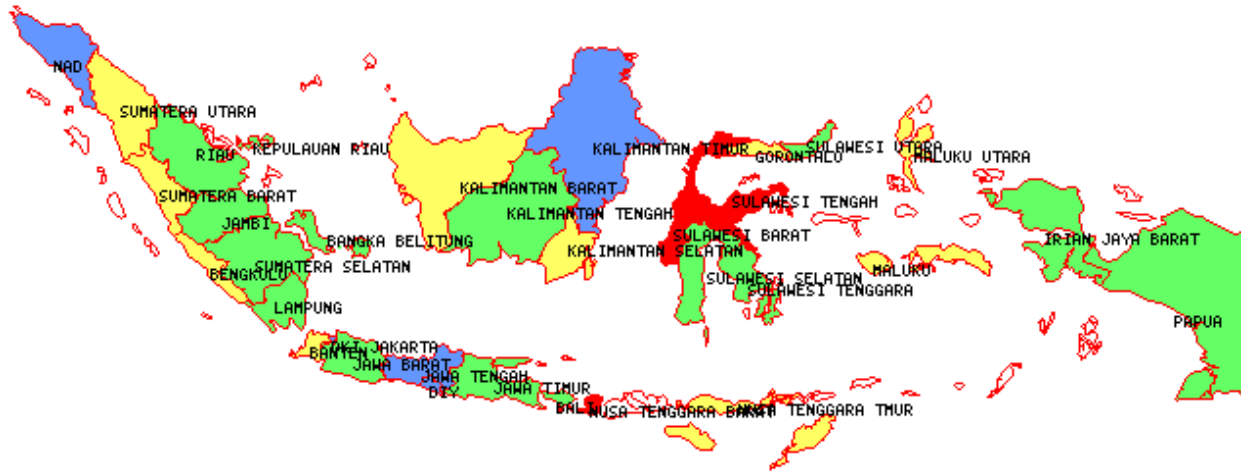 NAD
SUMATERA UTARA
RIAU
KEPULAUAN RIAU
KALIMANTAN TIMUR
SULAWESI UTARA
GORONTALO
MALUKU UTARA
SUMATERA BARAT
KALIMANTAN BARAT
SULAWESI TENGAH
JAMBI
KALIMANTAN TENGAH
BANGKA BELITUNG
SULAWESI BARAT
IRIAN JAYA BARAT
KALIMANTAN SELATAN
SUMATERA SELATAN
BENGKULU
MALUKU
SULAWESI SELATAN
SULAWESI TENGGARA
LAMPUNG
PAPUA
DKI JAKARTA
BANTEN
JAWA BARAT
JAWA TENGAH
DIY
JAWA TIMUR
BALI
NUSA TENGGARA BARAT
NUSA TENGGARA TMUR